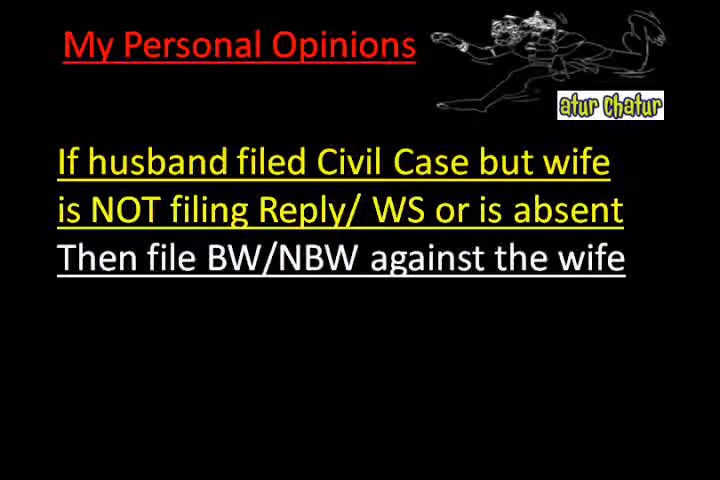 My Personal Opinions
atur chatur
If husband filed Civil Case but wife
is NOT filing Reply/ WS or is absent
Then file BW/NBW against the wife